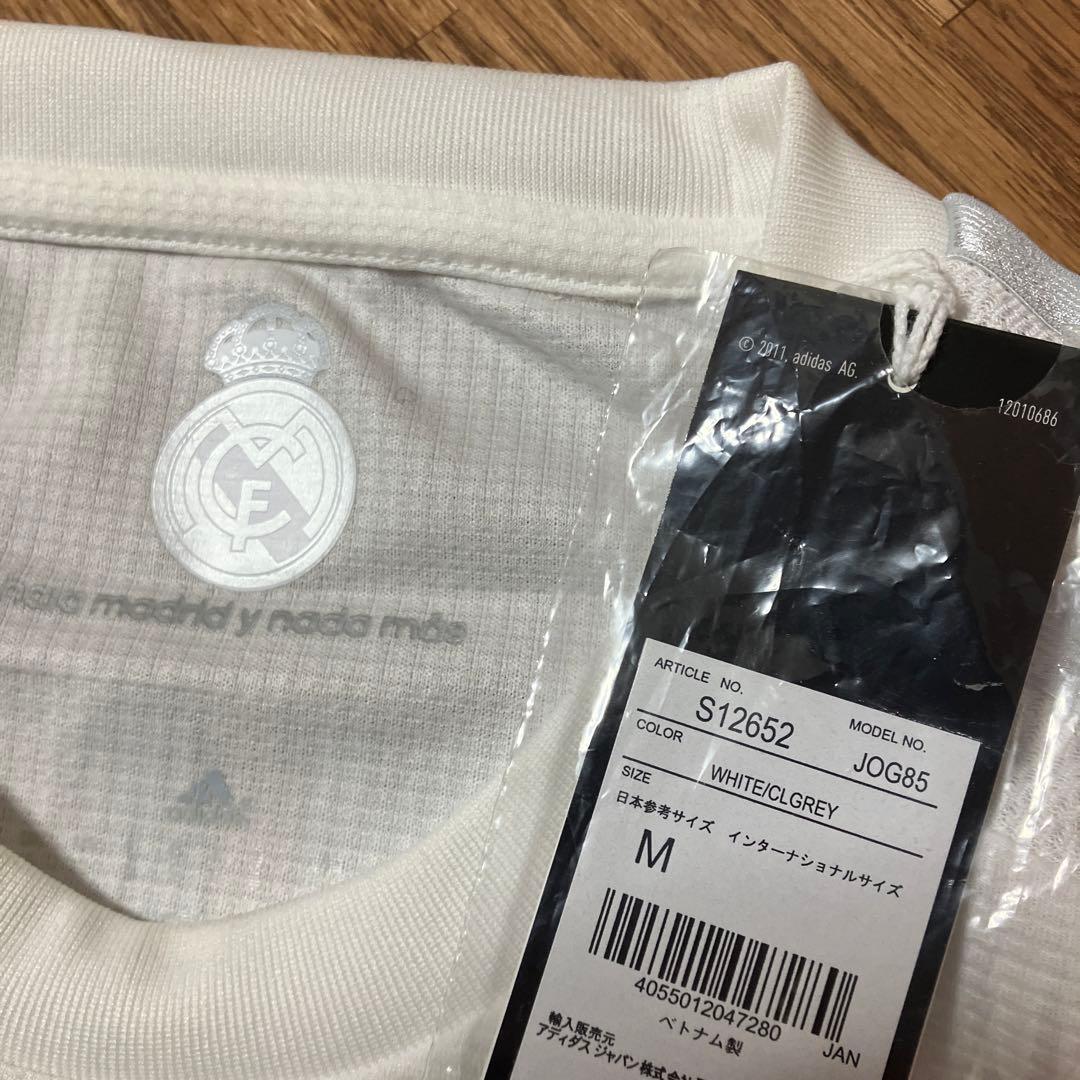 © 2011. adidas AG.
12010686
hala madrid y nada más
ARTICLE NO.
S12652
MODEL NO.
JOG85
COLOR
WHITE/CLGREY
SIZE
日本参考サイズ インターナショナルサイズ
M
4055012047280
JAN
ベトナム製
輸入販売元
アディダス ジャパン株式会社